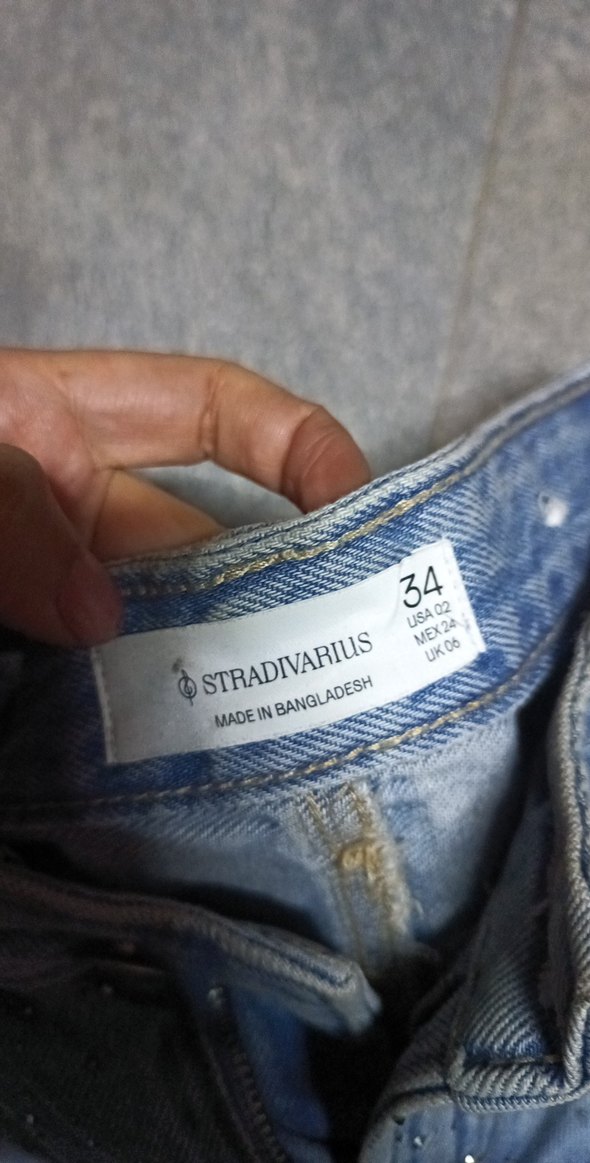 STRADIVARIUS
MADE IN BANGLADESH
34
USA 02
MEX 24
UK 06